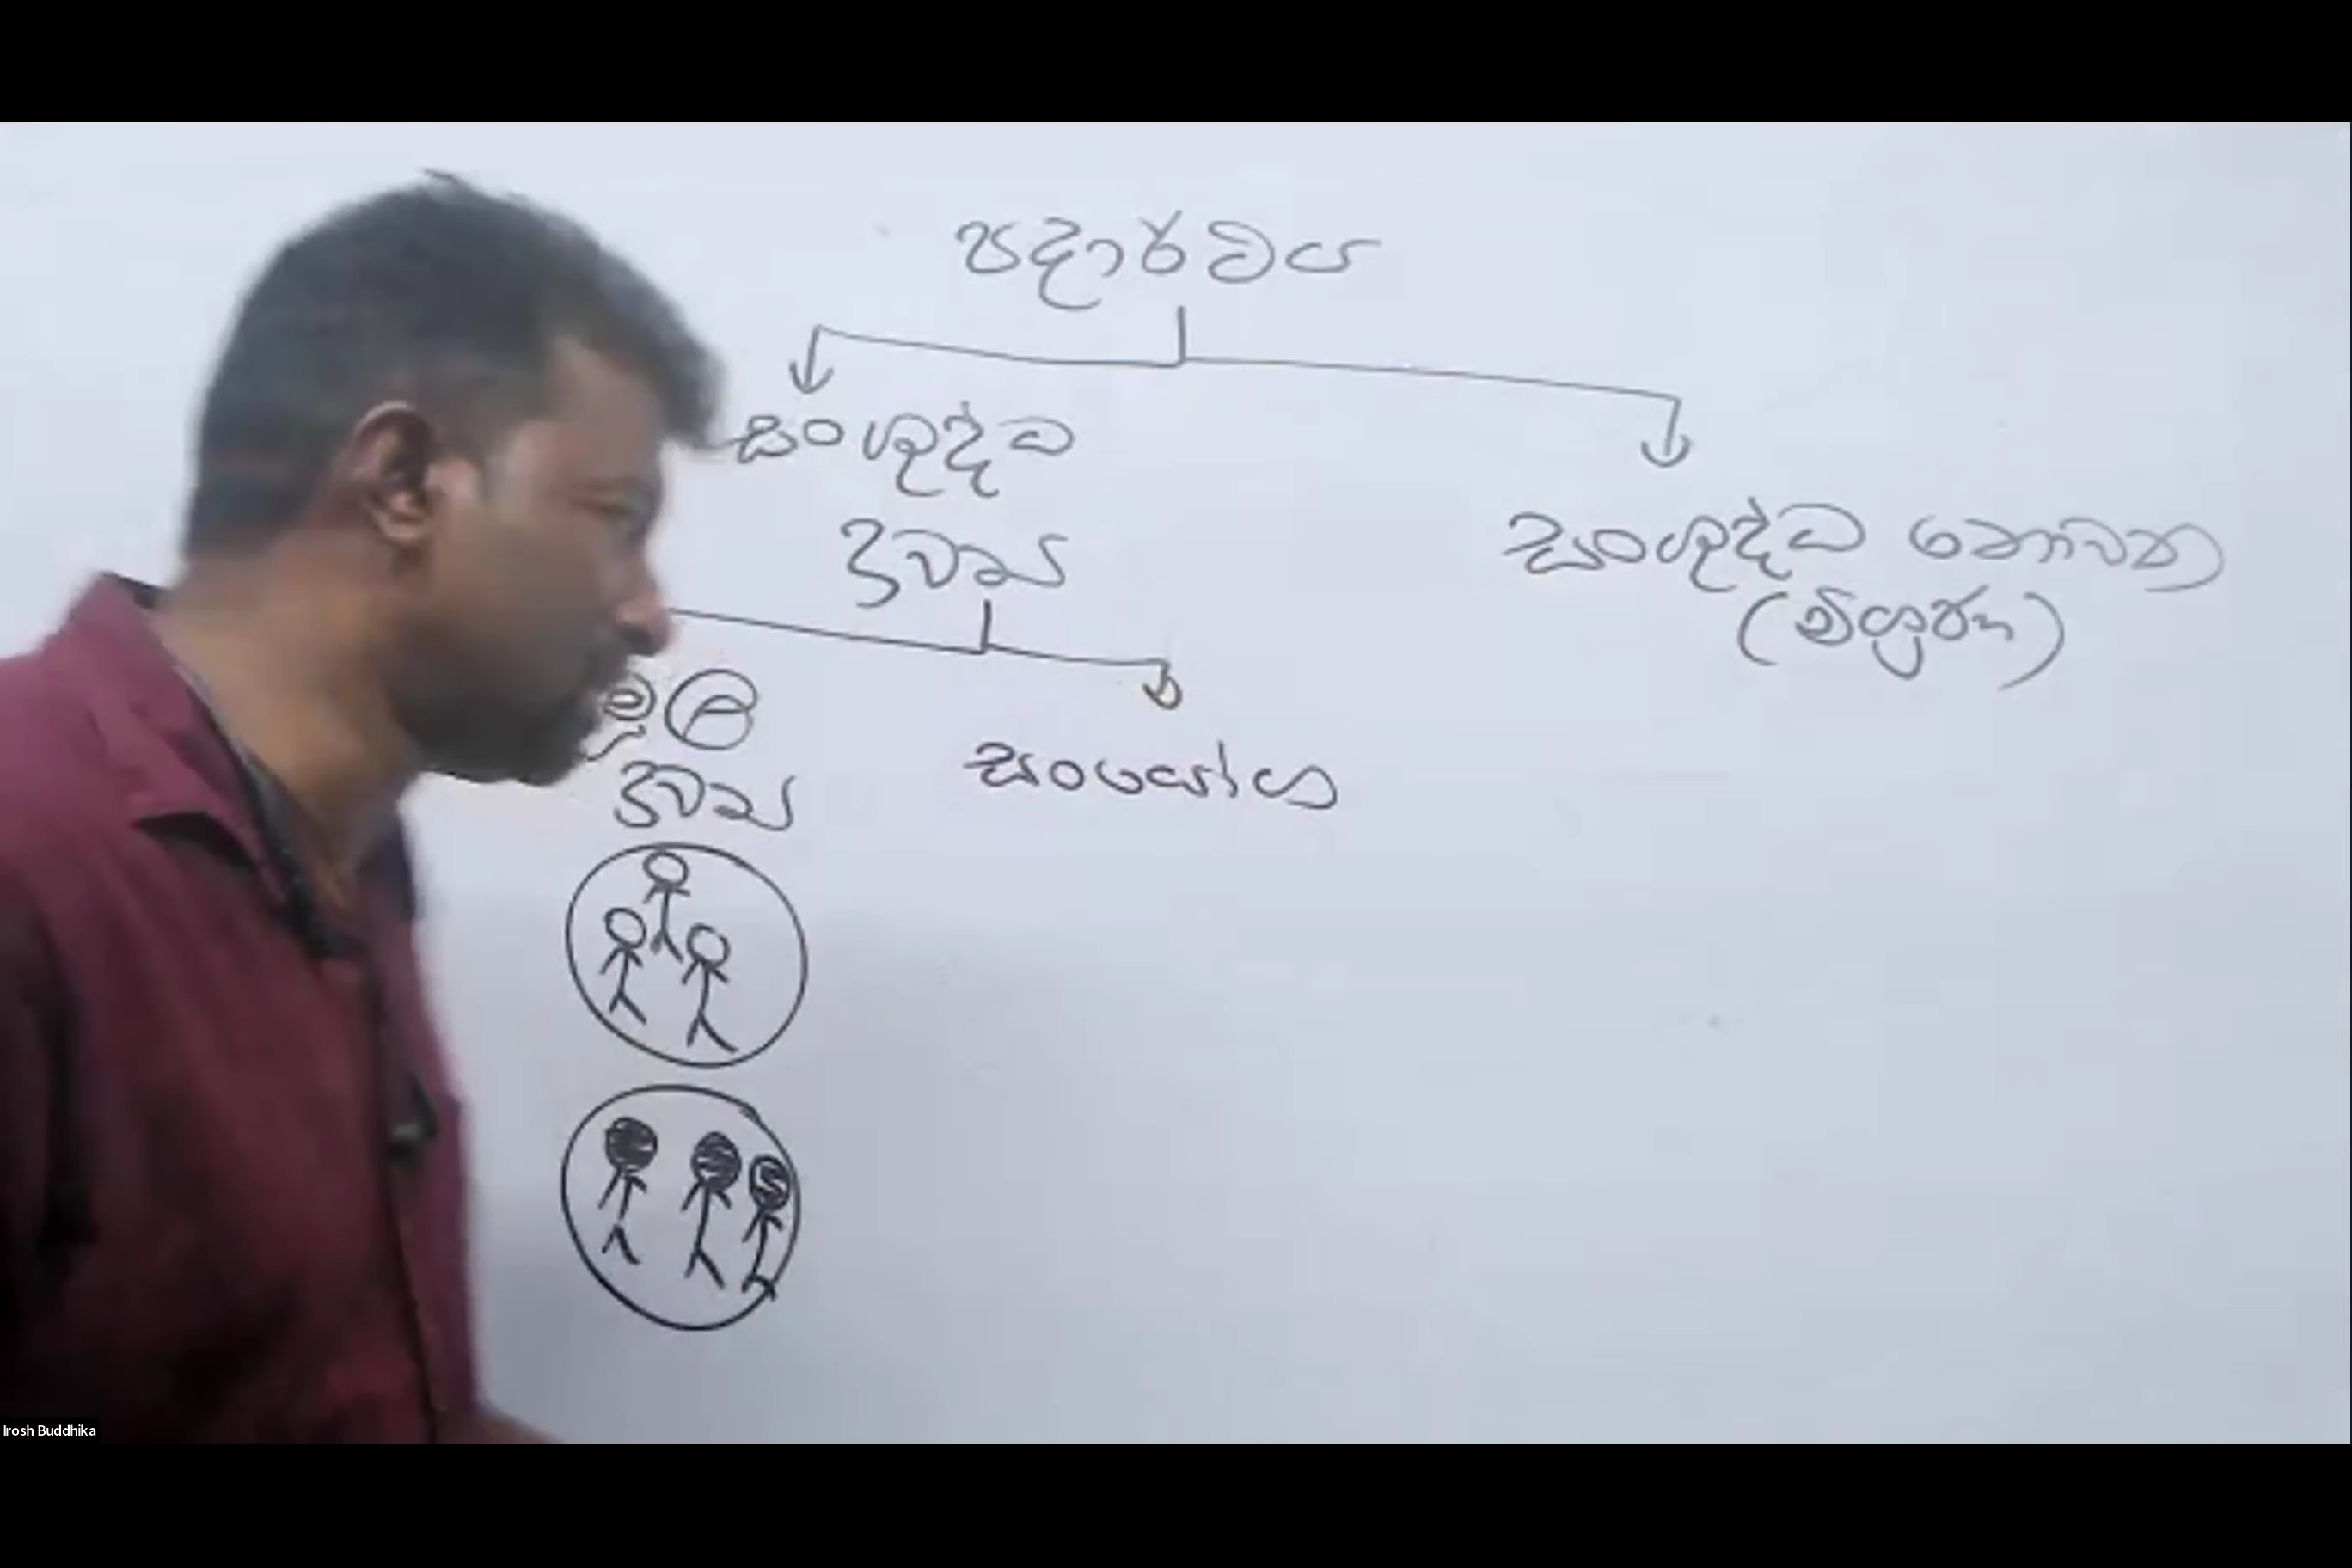 පදාර්ථය
සංශුද්ධ
ද්‍රව්‍ය
සංශුද්ධ නොවන
(මිශ්‍රණ)
මූල
ද්‍රව්‍ය
සංයෝග
Irosh Buddhika